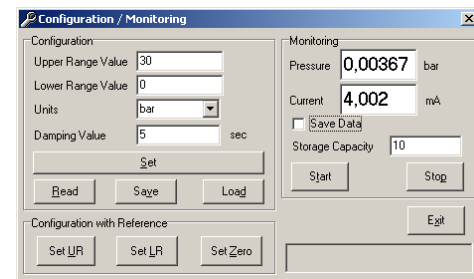 Configuration / Monitoring
Configuration
Upper Range Value 30
Lower Range Value 0
Units bar
Damping Value 5 sec
Set
Read Save Load
Configuration with Reference
Set UR Set LR Set Zero
Monitoring
Pressure 0,00367 bar
Current 4,002 mA
Save Data
Storage Capacity 10
Start Stop
Exit